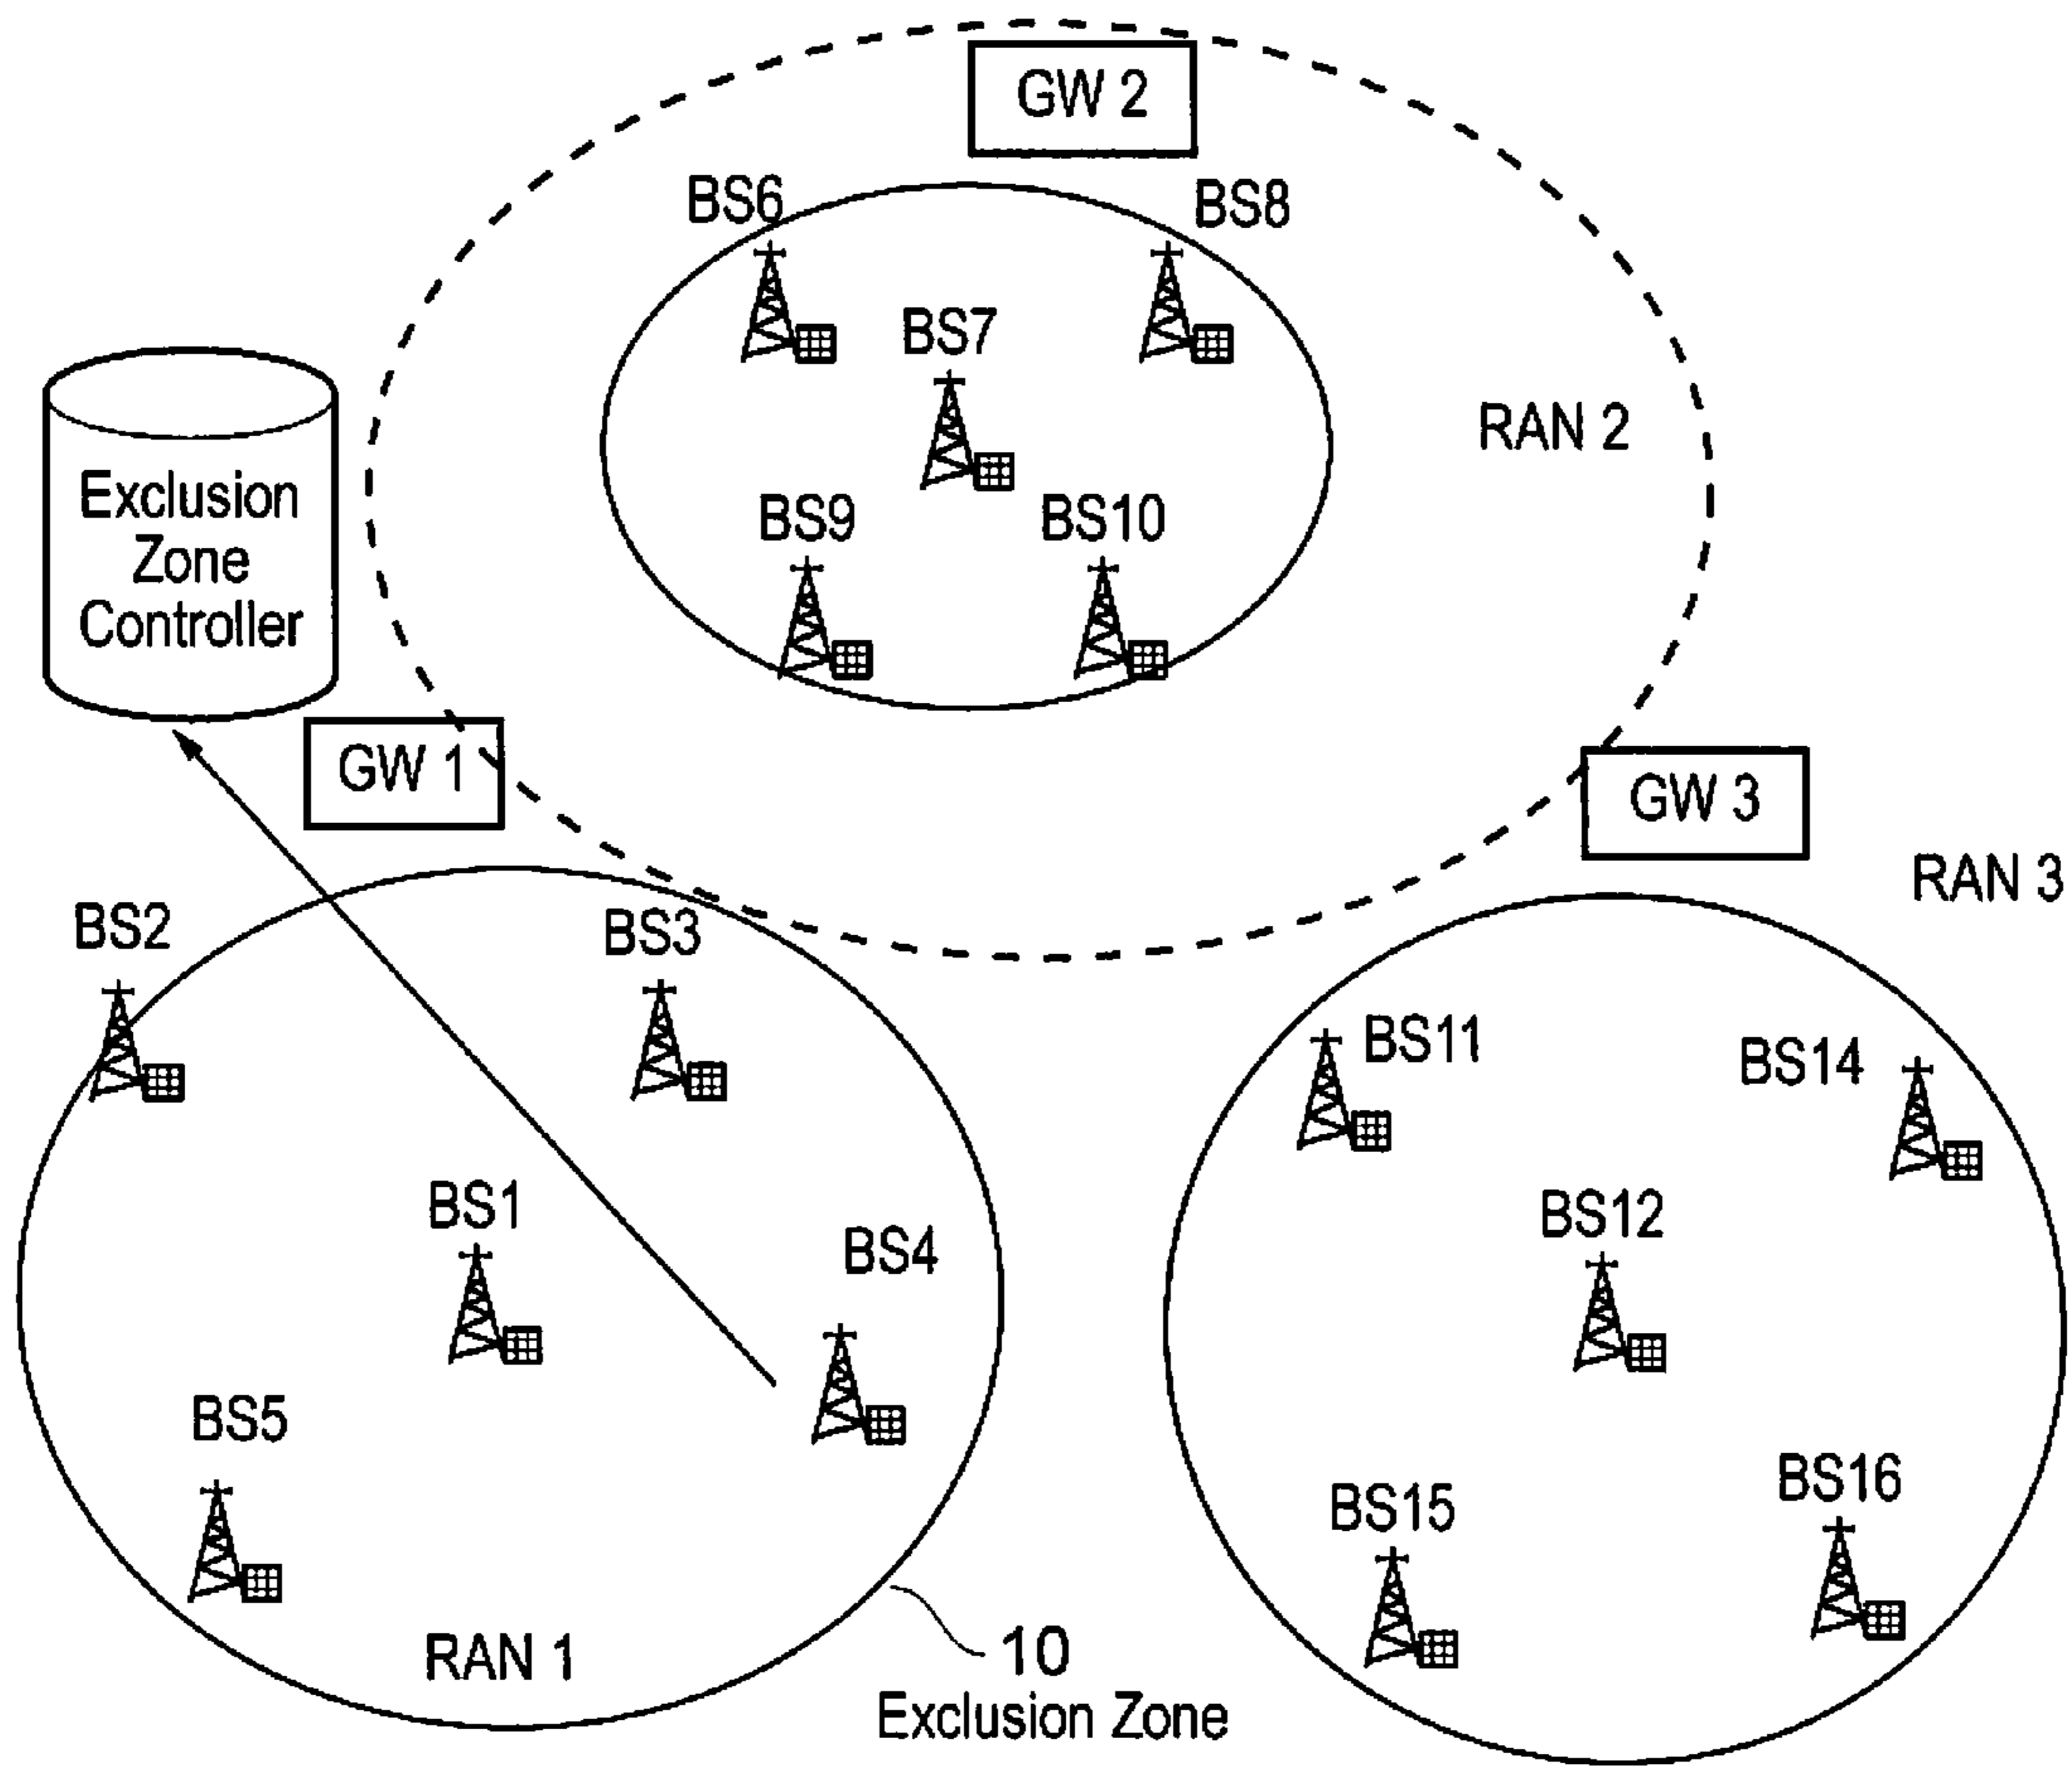 GW 2
BS6
BS8
BS7
RAN 2
Exclusion
Zone
Controller
BS9
BS10
GW 1
GW 3
RAN 3
BS2
BS3
BS11
BS14
BS1
BS12
BS4
BS5
BS16
BS15
RAN 1
10
Exclusion Zone